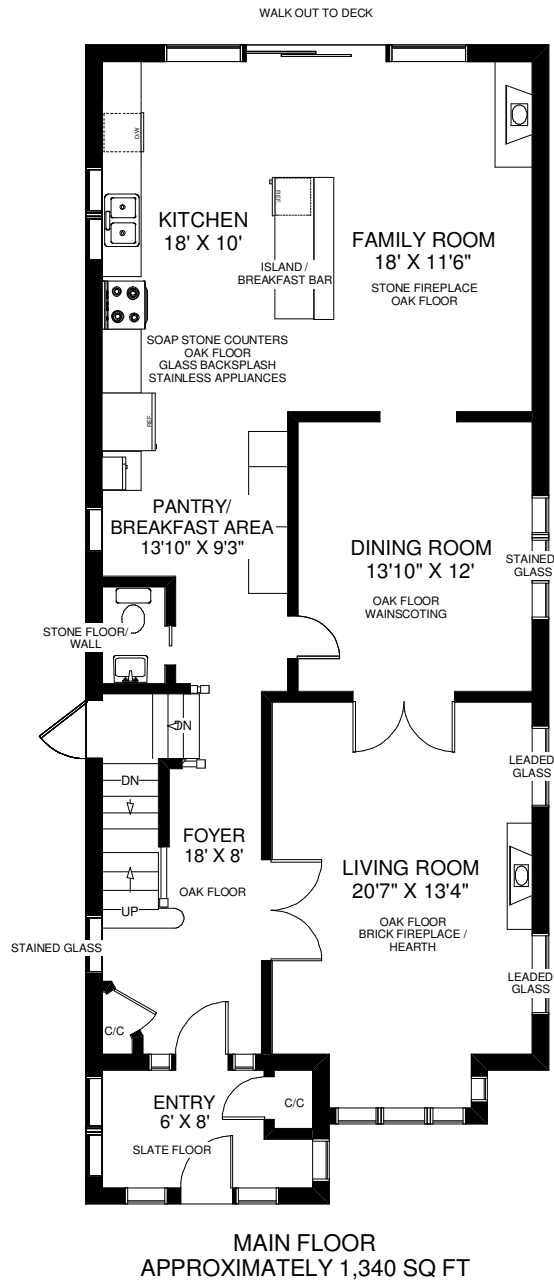 WALK OUT TO DECK
D/W
REF.
KITCHEN
18' X 10'
FAMILY ROOM
18' X 11'6"
ISLAND /
BREAKFAST BAR
STONE FIREPLACE
OAK FLOOR
SOAP STONE COUNTERS
OAK FLOOR
GLASS BACKSPLASH
STAINLESS APPLIANCES
REF.
PANTRY/
BREAKFAST AREA
13'10" X 9'3"
DINING ROOM
13'10" X 12'
STAINED
GLASS
OAK FLOOR
WAINSCOTING
STONE FLOOR/
WALL
DN
DN
LEADED
GLASS
FOYER
18' X 8'
OAK FLOOR
LIVING ROOM
20'7" X 13'4"
OAK FLOOR
BRICK FIREPLACE /
HEARTH
UP
STAINED GLASS
LEADED
GLASS
C/C
ENTRY
6' X 8'
C/C
SLATE FLOOR
MAIN FLOOR
APPROXIMATELY 1,340 SQ FT